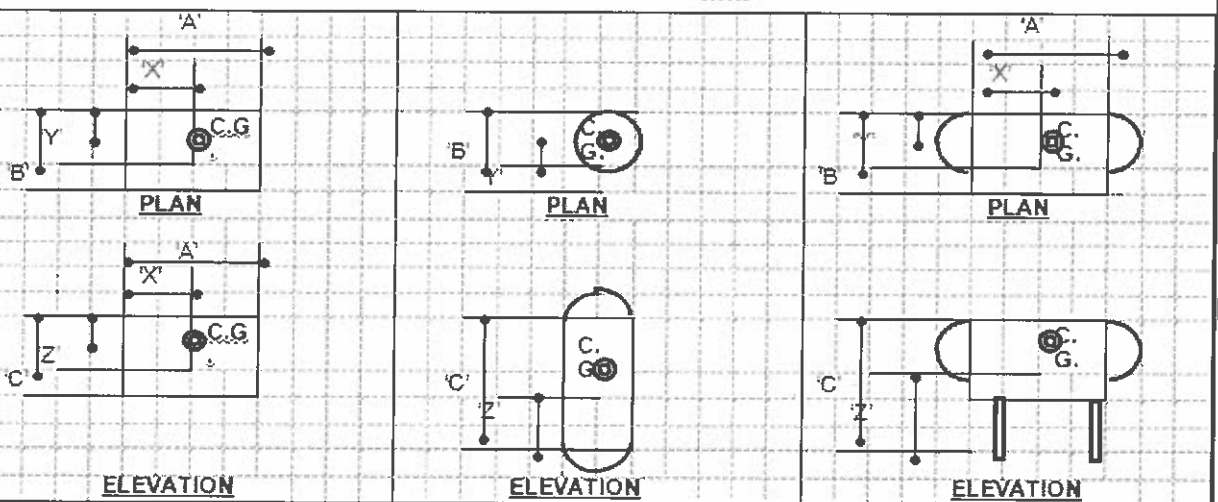 'A'
'X'
C.G
.
'Y'
'B'
PLAN
'A'
'X'
C.G
.
'Z'
'C'
ELEVATION
C.
G.
'B'
'Y'
PLAN
C.
G
'C'
'Z'
ELEVATION
'A'
'X'
C.
G.
'B'
PLAN
C.
G.
'C'
'Z'
ELEVATION